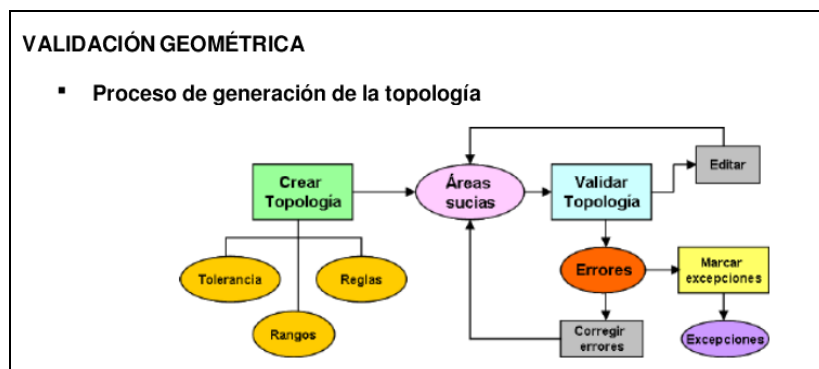 VALIDACIÓN GEOMÉTRICA
▪ Proceso de generación de la topología
Crear
Topología
Áreas
sucias
Validar
Topología
Editar
Tolerancia
Reglas
Rangos
Errores
Marcar
excepciones
Corregir
errores
Excepciones